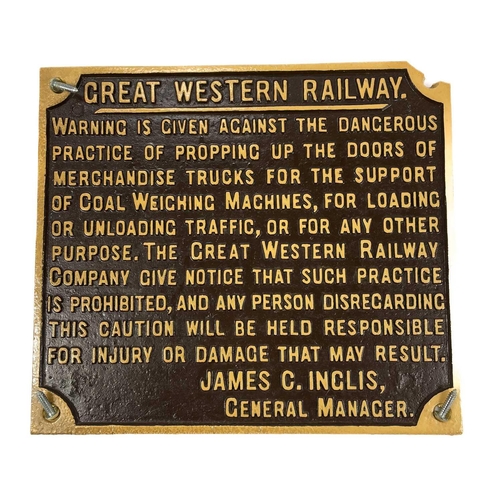 GREAT WESTERN RAILWAY.
WARNING IS GIVEN AGAINST THE DANGEROUS
PRACTICE OF PROPPING UP THE DOORS OF
MERCHANDISE TRUCKS FOR THE SUPPORT
OF COAL WEIGHING MACHINES, FOR LOADING
OR UNLOADING TRAFFIC, OR FOR ANY OTHER
PURPOSE. THE GREAT WESTERN RAILWAY
COMPANY GIVE NOTICE THAT SUCH PRACTICE
IS PROHIBITED, AND ANY PERSON DISREGARDING
THIS CAUTION WILL BE HELD RESPONSIBLE
FOR INJURY OR DAMAGE THAT MAY RESULT.
JAMES C. INGLIS,
GENERAL MANAGER.